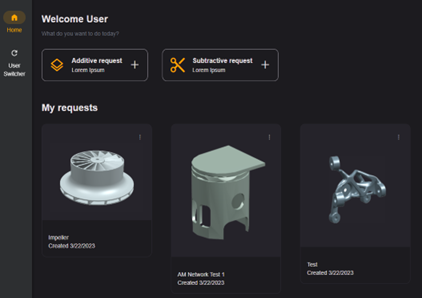 Welcome User
Home
What do you want to do today?
Additive request
Lorem Ipsum
Subtractive request
Lorem Ipsum
User
Switcher
My requests
Impeller
Created 3/22/2023
AM Network Test 1
Created 3/22/2023
Test
Created 3/22/2023